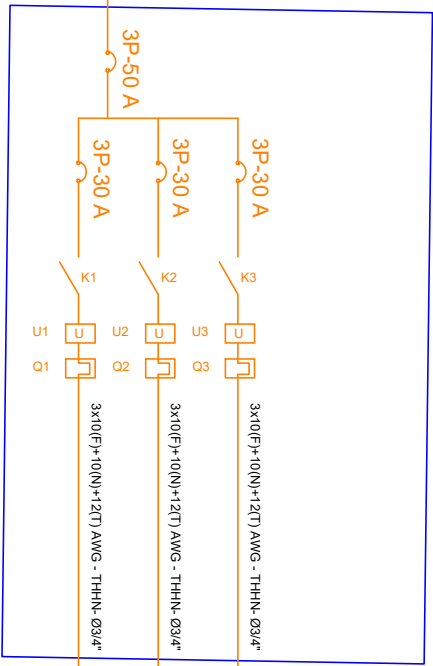 3P-50 A
3P-30 A
3P-30 A
3P-30 A
K1
K2
K3
U1
U
U2
U
U3
U
Q1
Q2
Q3
3x10(F)+10(N)+12(T) AWG - THHN- Ø3/4"
3x10(F)+10(N)+12(T) AWG - THHN- Ø3/4"
3x10(F)+10(N)+12(T) AWG - THHN- Ø3/4"